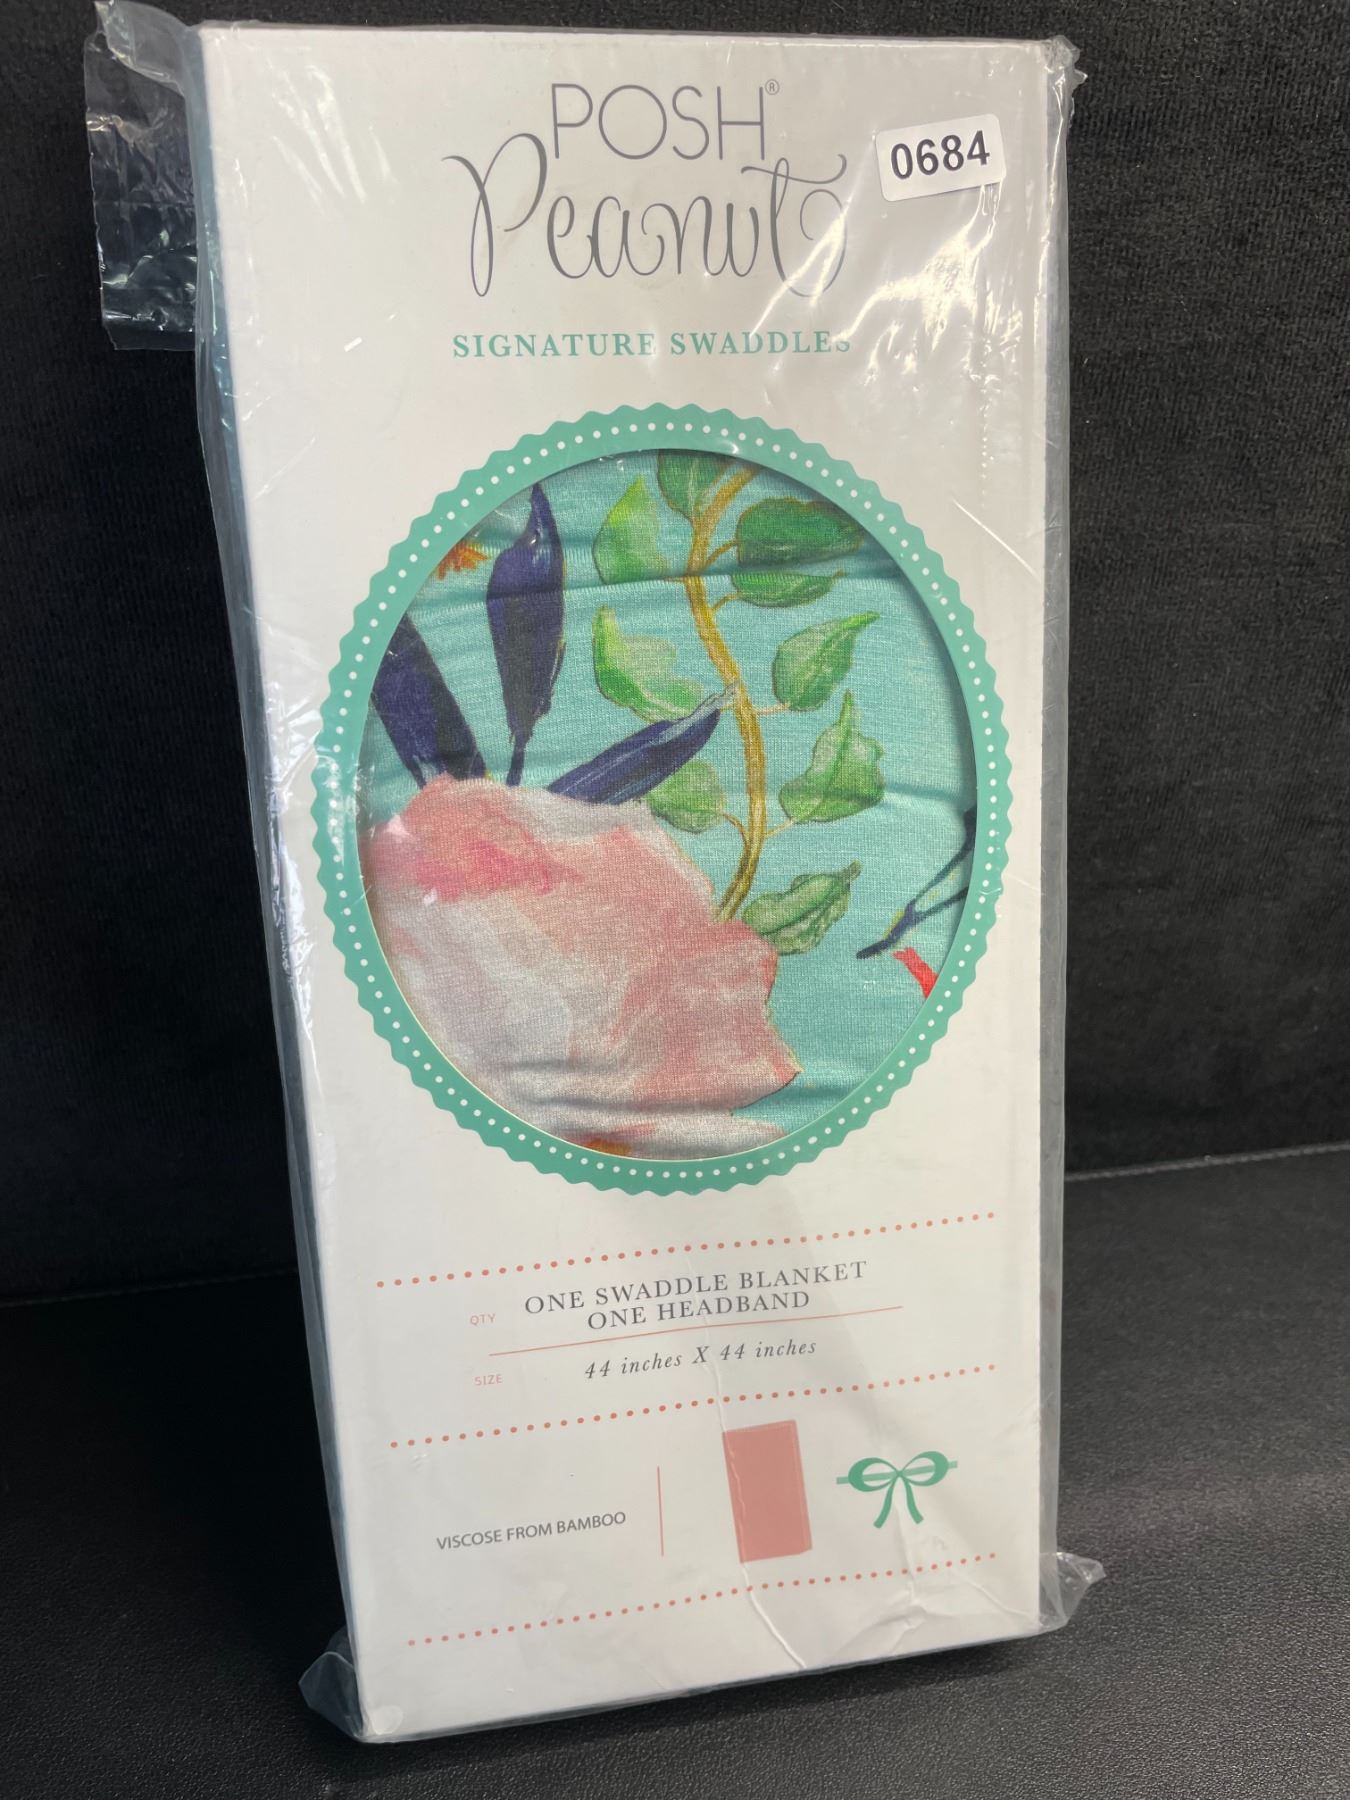 POSH®
Peanut
0684
SIGNATURE SWADDLES
QTY ONE SWADDLE BLANKET
ONE HEADBAND
SIZE 44 inches X 44 inches
VISCOSE FROM BAMBOO